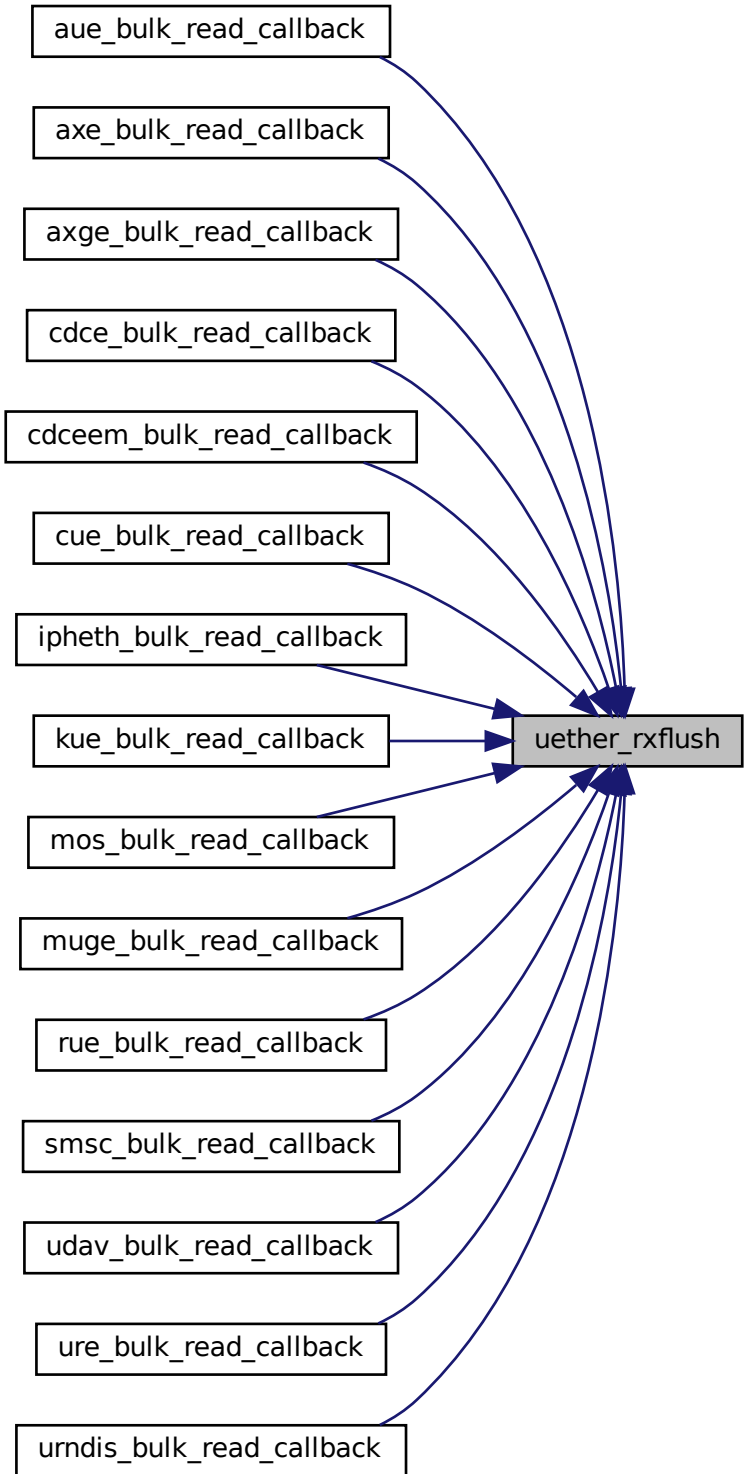 aue_bulk_read_callback
axe_bulk_read_callback
axge_bulk_read_callback
cdce_bulk_read_callback
cdceem_bulk_read_callback
cue_bulk_read_callback
ipheth_bulk_read_callback
kue_bulk_read_callback
uether_rxflush
mos_bulk_read_callback
muge_bulk_read_callback
rue_bulk_read_callback
smsc_bulk_read_callback
udav_bulk_read_callback
ure_bulk_read_callback
urndis_bulk_read_callback